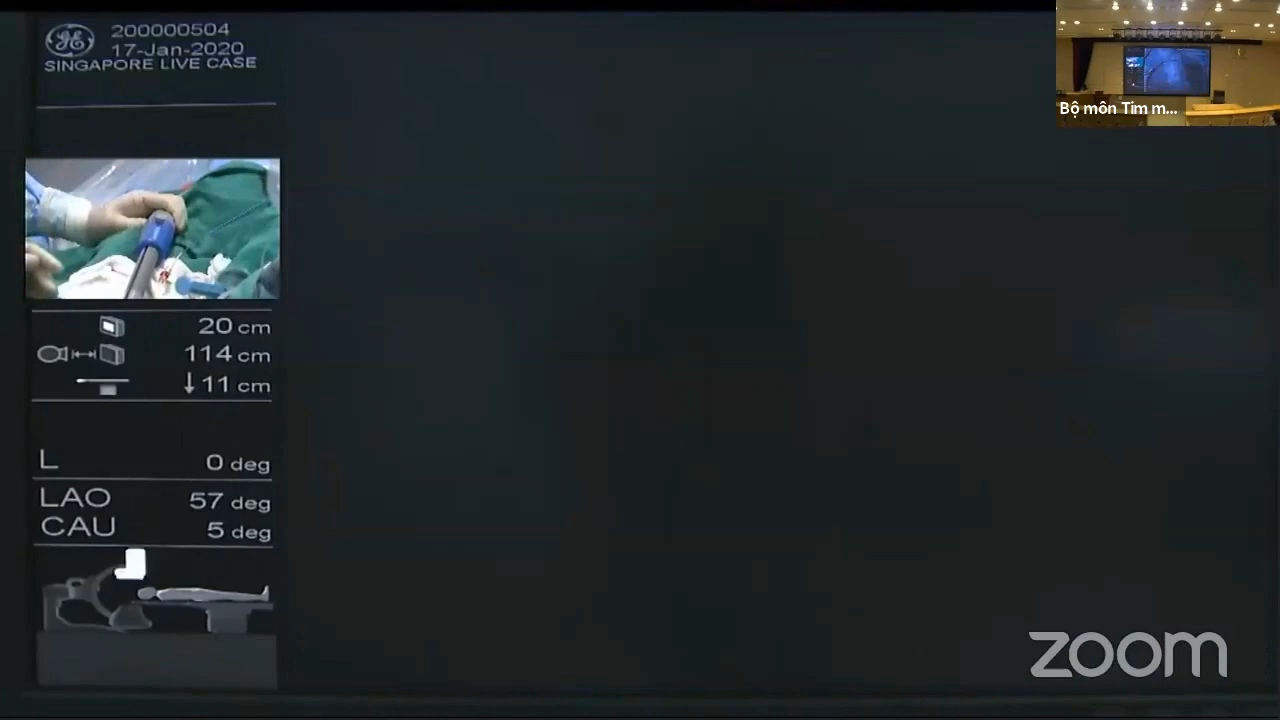 200000504
17-Jan-2020
SINGAPORE LIVE CASE
Bộ môn Tim m...
20 cm
114 cm
↓11 cm
L 0 deg
LAO 57 deg
CAU 5 deg
zoom